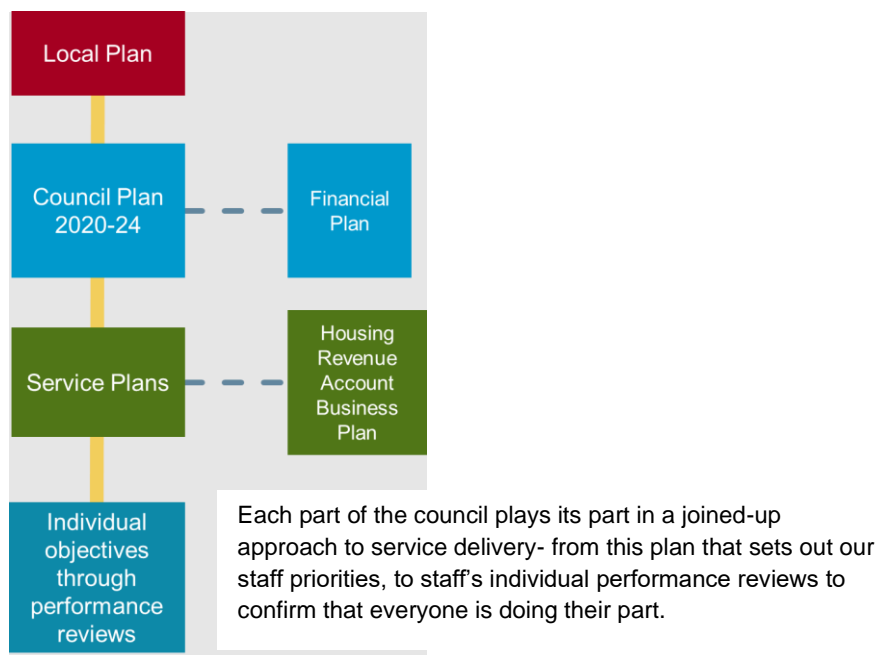 Local Plan
Council Plan
2020-24
Financial
Plan
Service Plans
Housing
Revenue
Account
Business
Plan
Individual
objectives
through
performance
reviews
Each part of the council plays its part in a joined-up
approach to service delivery- from this plan that sets out our
staff priorities, to staff’s individual performance reviews to
confirm that everyone is doing their part.